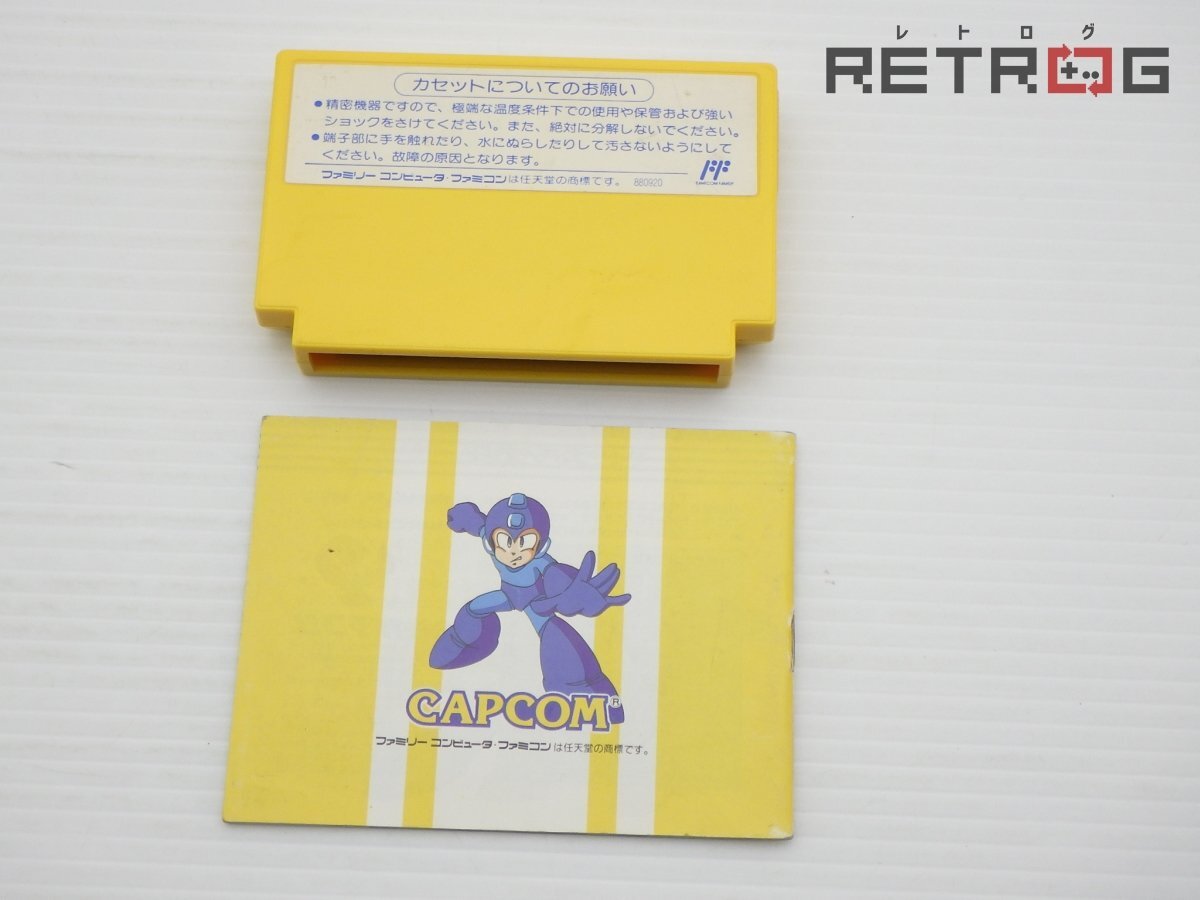 レトログ
RETROG
カセットについてのお願い
●精密機器ですので、極端な温度条件下での使用や保管および強い
ショックをさけてください。また、絶対に分解しないでください。
●端子部に手を触れたり、水にぬらしたりして汚さないようにして
ください。故障の原因となります。
ファミリー コンピュータ・ファミコンは任天堂の商標です。 880920
CAPCOM®
ファミリー コンピュータ・ファミコンは任天堂の商標です。